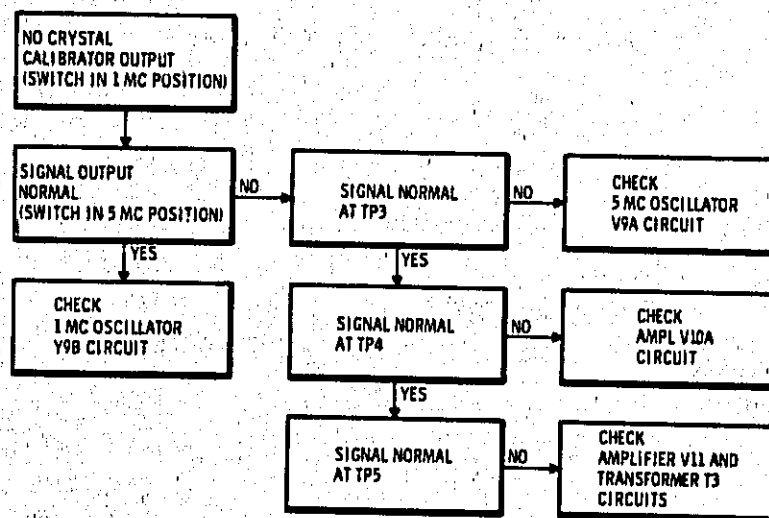 NO CRYSTAL
CALIBRATOR OUTPUT
(SWITCH IN 1 MC POSITION)
SIGNAL OUTPUT
NORMAL
(SWITCH IN 5 MC POSITION)
NO
SIGNAL NORMAL
AT TP3
NO
CHECK
5 MC OSCILLATOR
V9A CIRCUIT
YES
YES
CHECK
1 MC OSCILLATOR
Y9B CIRCUIT
SIGNAL NORMAL
AT TP4
NO
CHECK
AMPL V10A
CIRCUIT
YES
SIGNAL NORMAL
AT TP5
NO
CHECK
AMPLIFIER V11 AND
TRANSFORMER T3
CIRCUITS